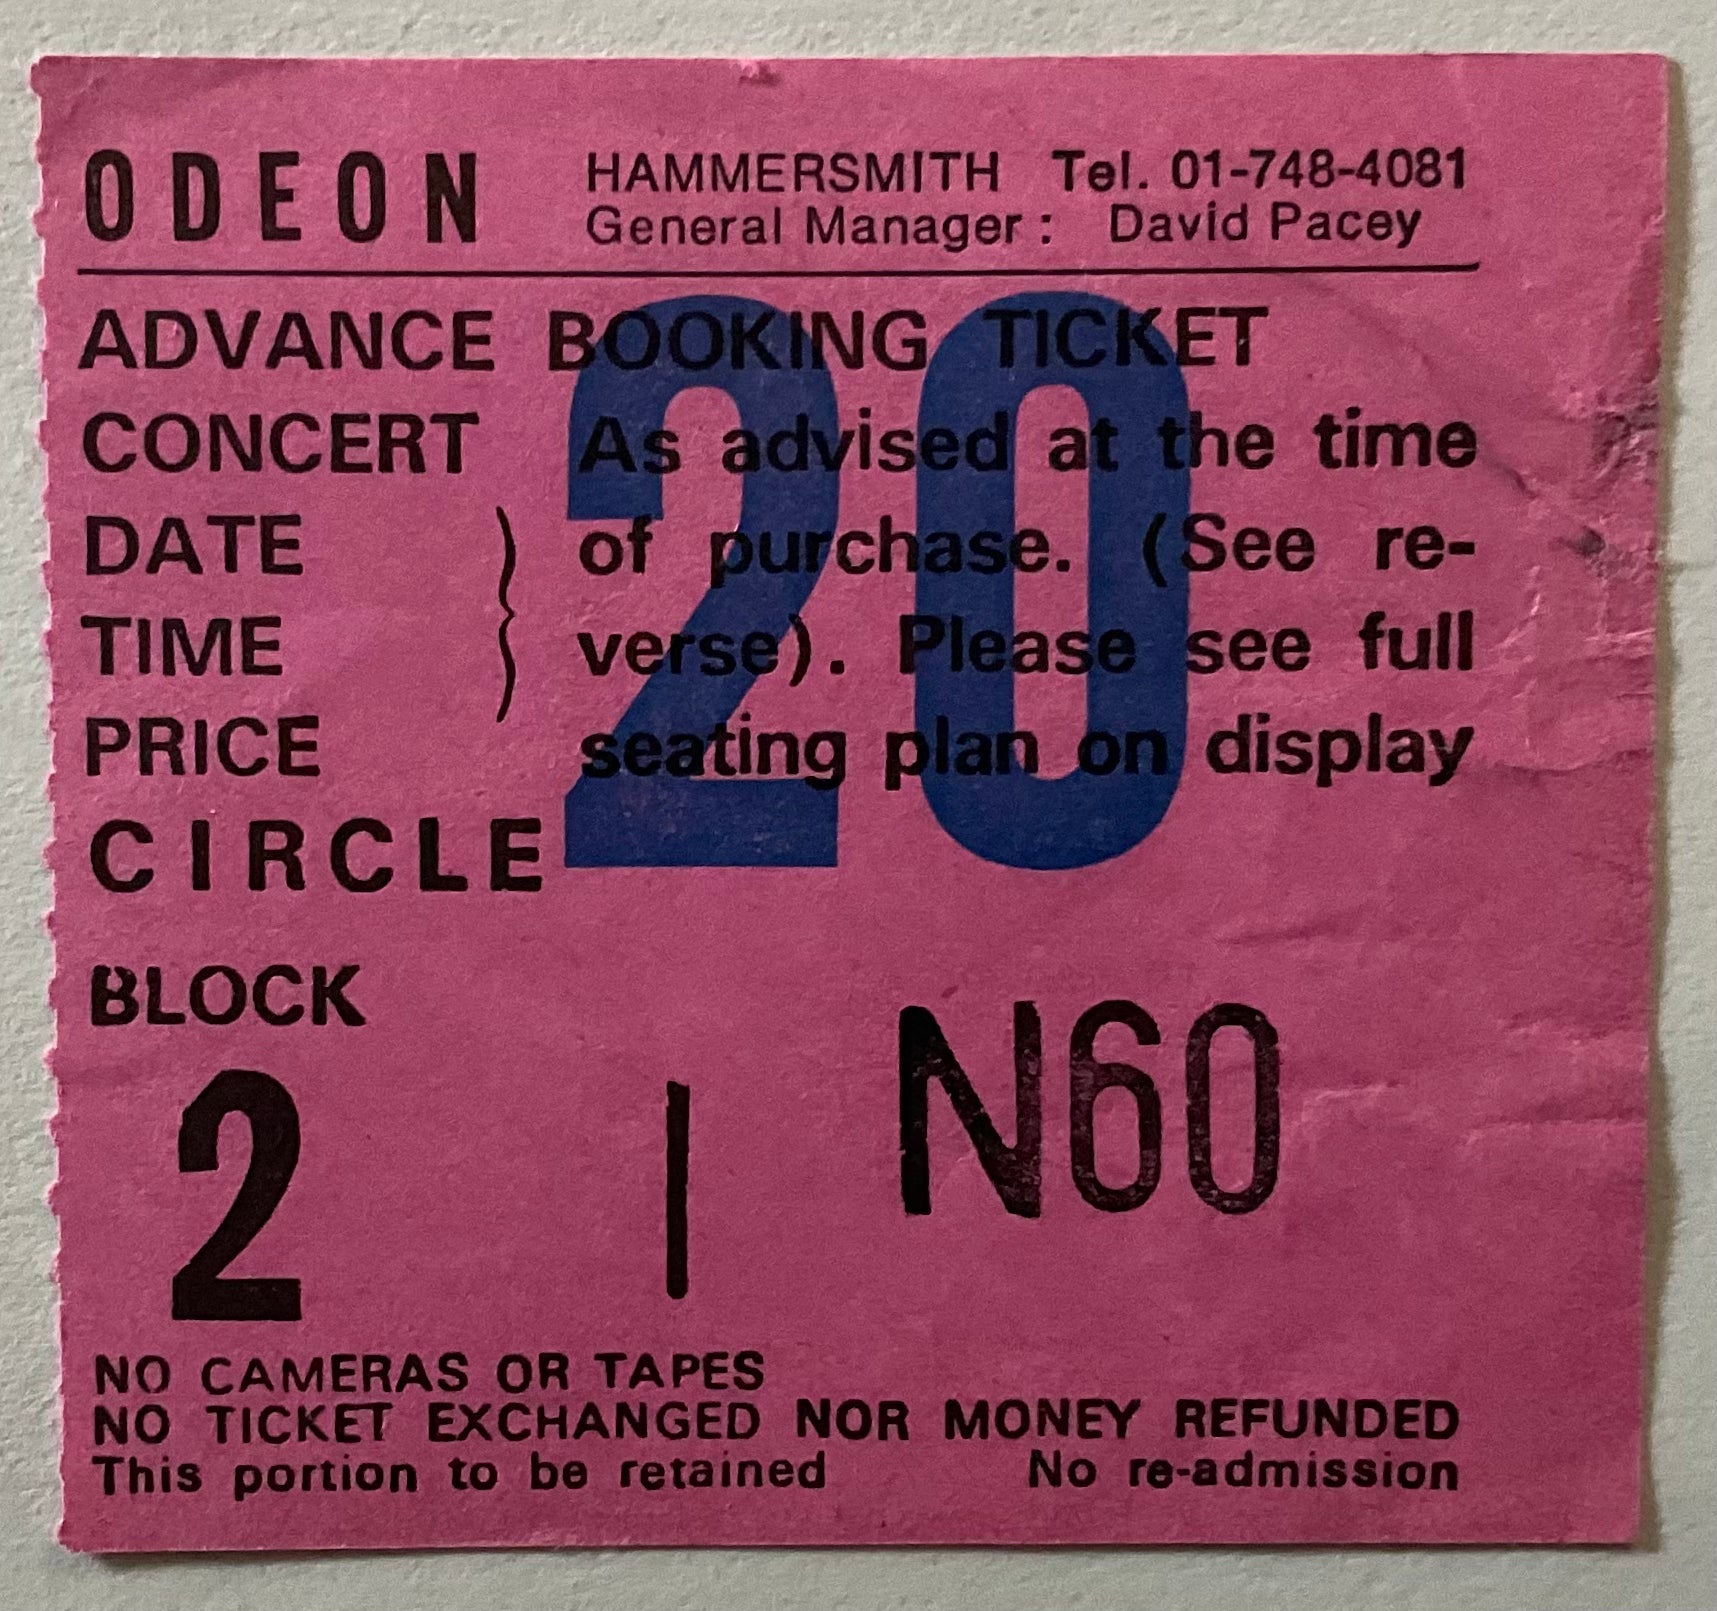 ODEON HAMMERSMITH Tel. 01-748-4081
General Manager : David Pacey
ADVANCE BOOKING TICKET
20
CONCERT As advised at the time
DATE of purchase. (See re-
TIME verse). Please see full
PRICE seating plan on display
CIRCLE
BLOCK
2 | N60
NO CAMERAS OR TAPES
NO TICKET EXCHANGED NOR MONEY REFUNDED
This portion to be retained No re-admission